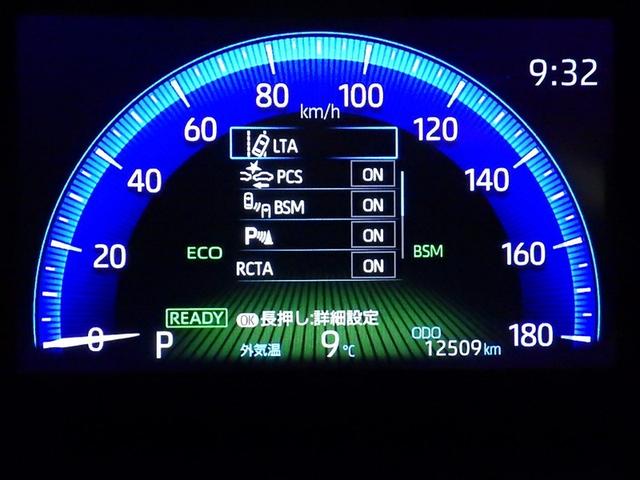 9:32
80 100
km/h
60 120
40 140
20 160
0 180
LTA
PCS ON
BSM ON
P ON
RCTA ON
ECO BSM
READY OK 長押し:詳細設定
P 外気温 9℃ ODO 12509km